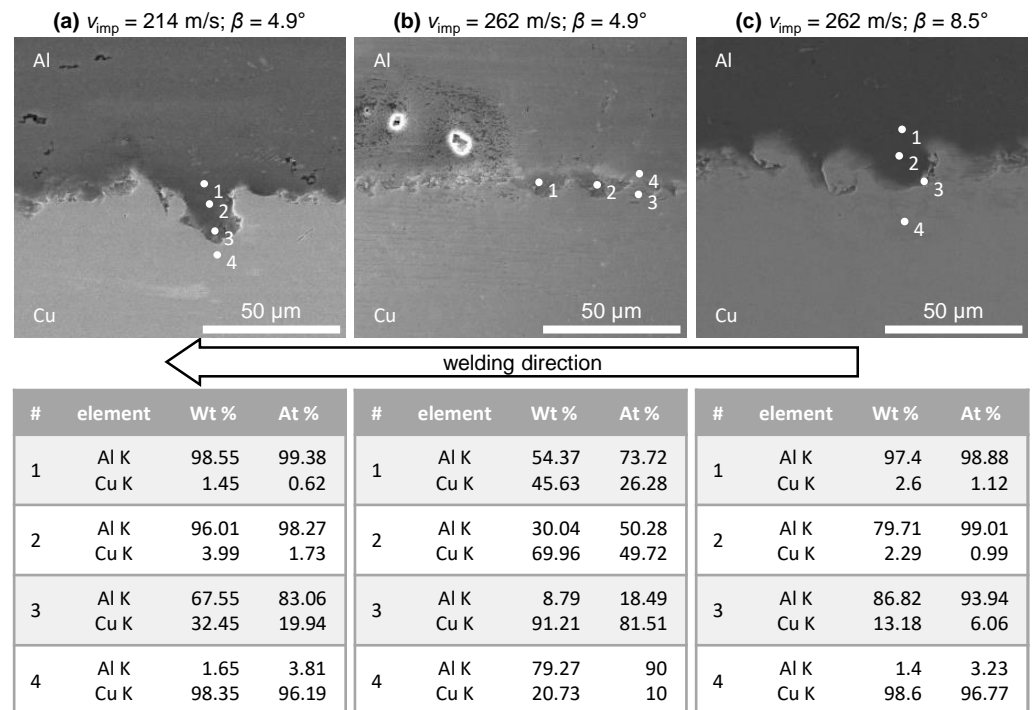 (a) v_imp = 214 m/s; β = 4.9°
(b) v_imp = 262 m/s; β = 4.9°
(c) v_imp = 262 m/s; β = 8.5°
Al
1
2
3
4
Cu
50 µm
Al
1
2
4
3
50 µm
Al
1
2
3
4
Cu
50 µm
welding direction
# element Wt % At %
1 Al K 98.55 99.38
Cu K 1.45 0.62
2 Al K 96.01 98.27
Cu K 3.99 1.73
3 Al K 67.55 83.06
Cu K 32.45 19.94
4 Al K 1.65 3.81
Cu K 98.35 96.19
# element Wt % At %
1 Al K 54.37 73.72
Cu K 45.63 26.28
2 Al K 30.04 50.28
Cu K 69.96 49.72
3 Al K 8.79 18.49
Cu K 91.21 81.51
4 Al K 79.27 90
Cu K 20.73 10
# element Wt % At %
1 Al K 97.4 98.88
Cu K 2.6 1.12
2 Al K 79.71 99.01
Cu K 2.29 0.99
3 Al K 86.82 93.94
Cu K 13.18 6.06
4 Al K 1.4 3.23
Cu K 98.6 96.77